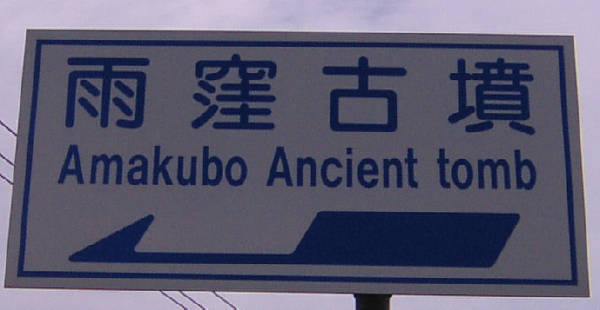 雨窪古墳
Amakubo Ancient tomb